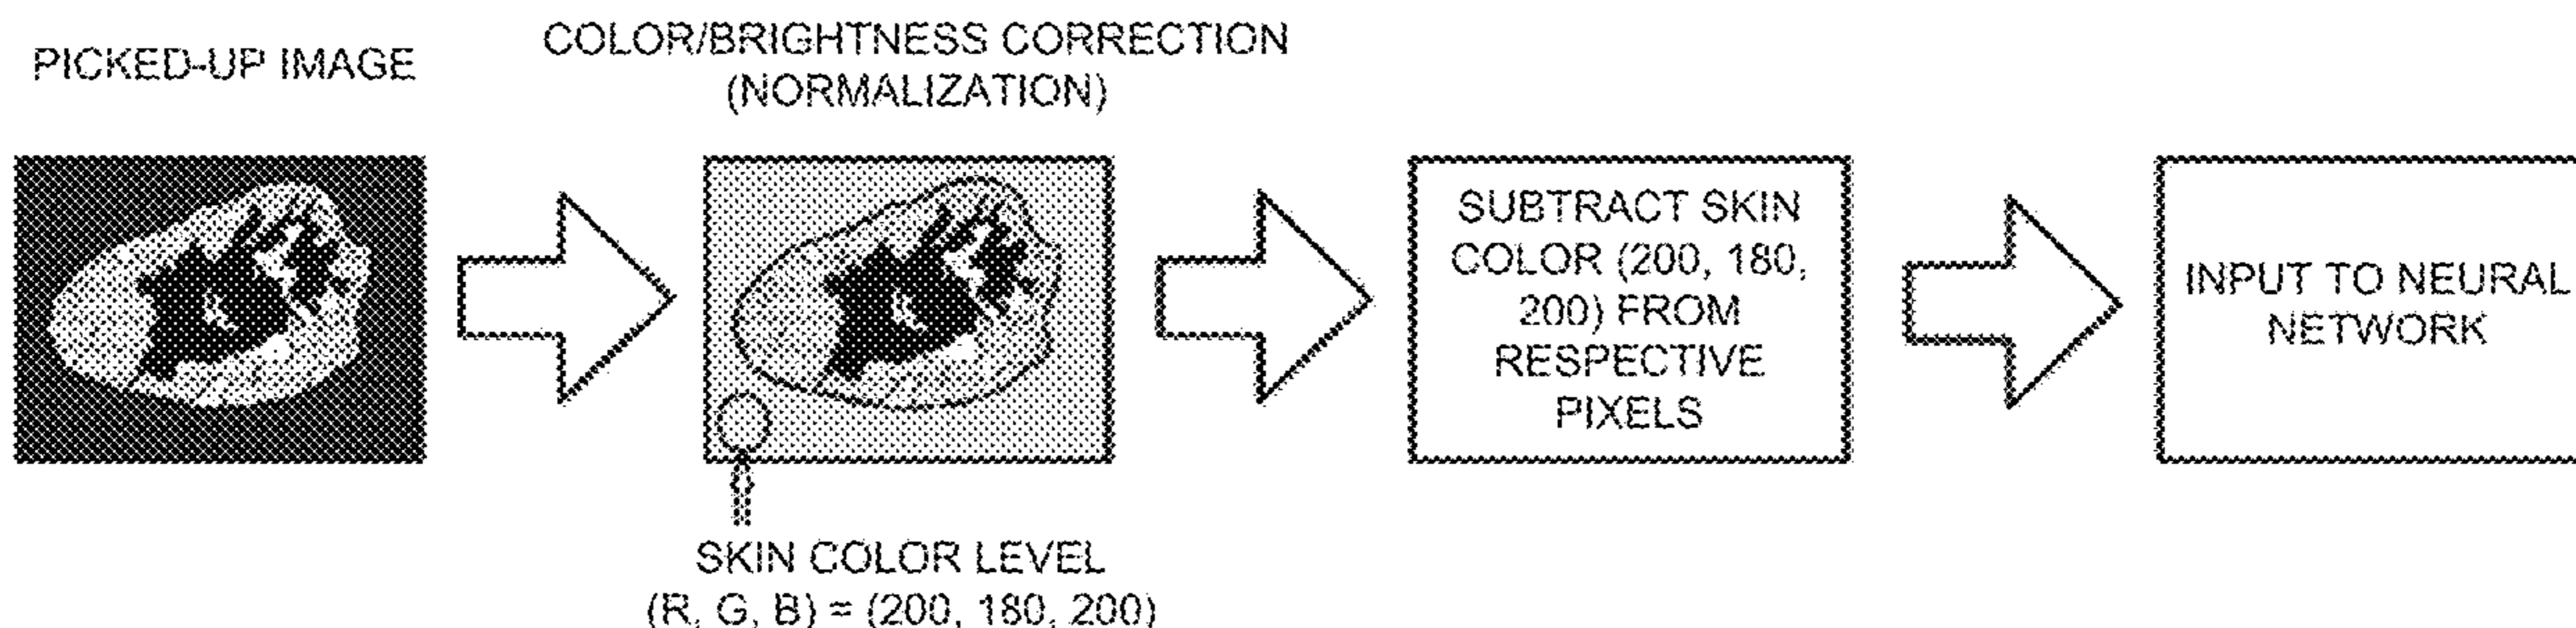 PICKED-UP IMAGE
COLOR/BRIGHTNESS CORRECTION
(NORMALIZATION)
SUBTRACT SKIN
COLOR (200, 180,
200) FROM
RESPECTIVE
PIXELS
INPUT TO NEURAL
NETWORK
SKIN COLOR LEVEL
(R, G, B) = (200, 180, 200)